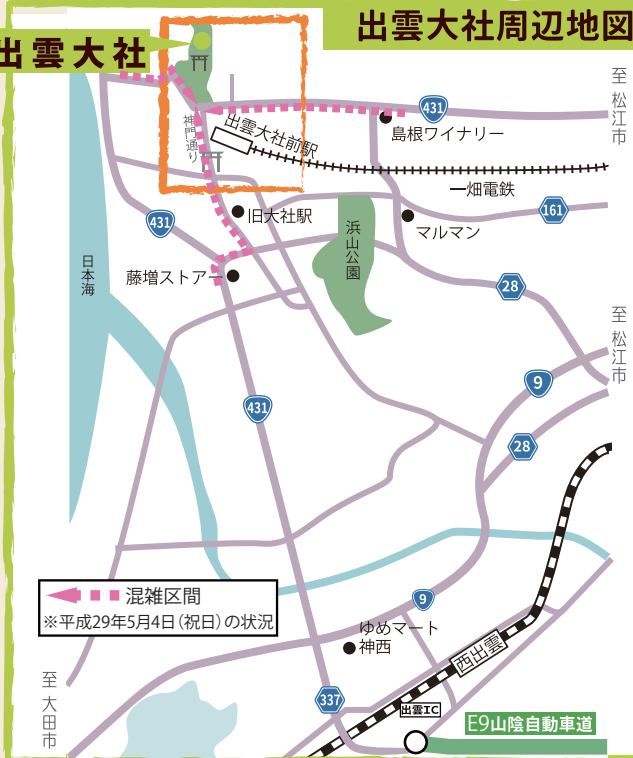 出雲大社周辺地図
出雲大社
至 松江市
431
島根ワイナリー
出雲大社前駅
神門通り
一畑電鉄
161
旧大社駅
マルマン
431
浜山公園
日本海
藤増ストアー
28
至 松江市
9
431
28
混雑区間
※平成29年5月4日(祝日)の状況
9
ゆめマート
神西
西出雲
至 大田市
337
出雲IC
E9山陰自動車道